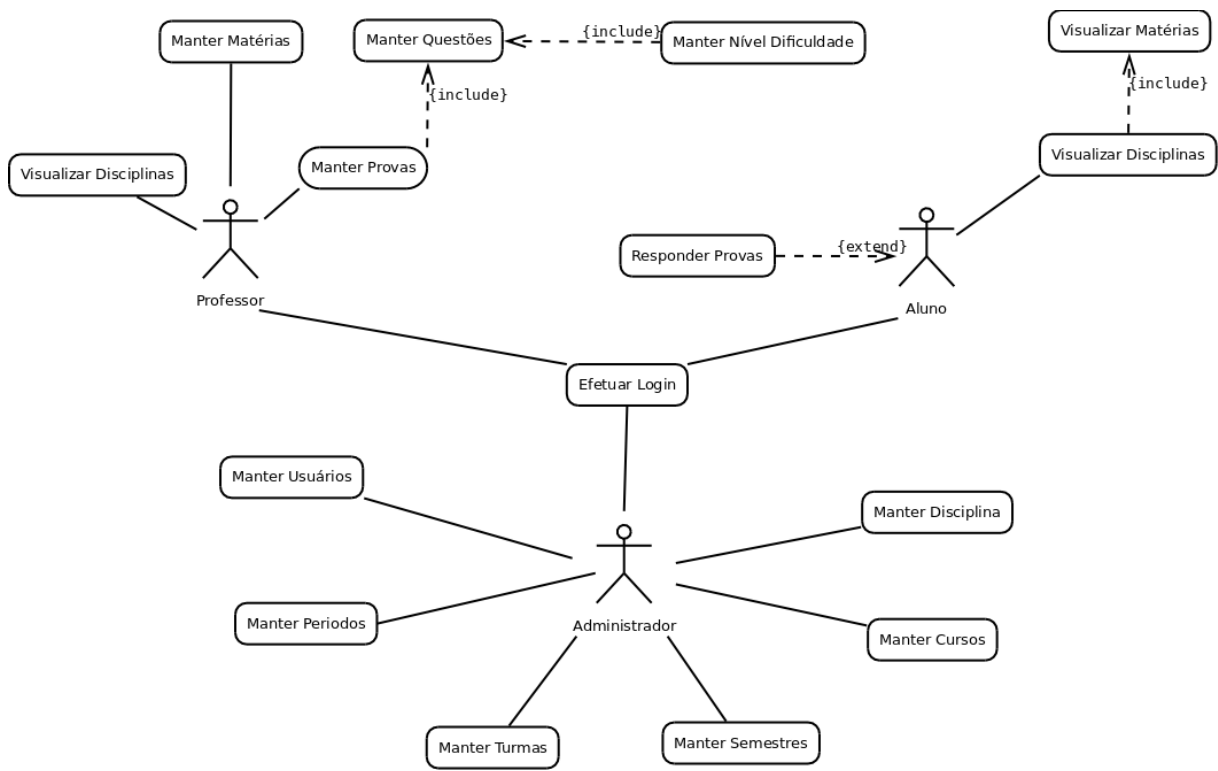 Manter Matérias
Manter Questões
{include}
Manter Nível Dificuldade
Visualizar Matérias
{include}
{include}
Visualizar Disciplinas
Manter Provas
Visualizar Disciplinas
Responder Provas
{extend}
Professor
Aluno
Efetuar Login
Manter Usuários
Manter Disciplina
Manter Periodos
Administrador
Manter Cursos
Manter Turmas
Manter Semestres